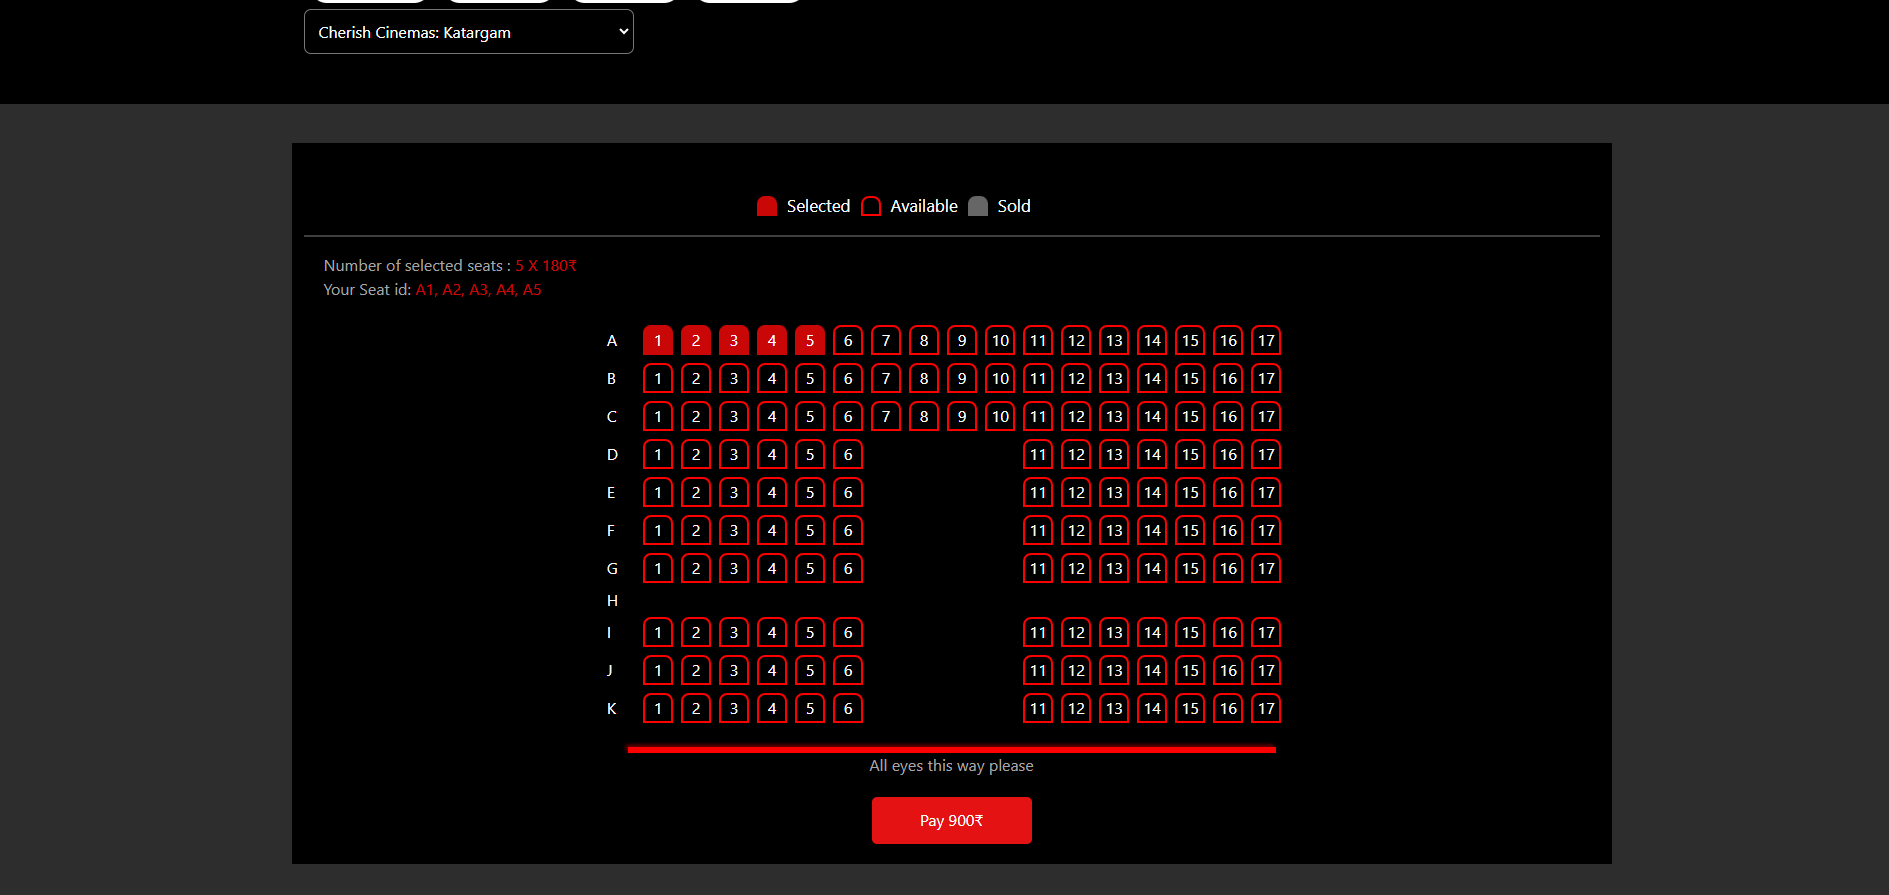 Cherish Cinemas: Katargam
Selected Available Sold
Number of selected seats : 5 X 180₹
Your Seat id: A1, A2, A3, A4, A5
A 1 2 3 4 5 6 7 8 9 10 11 12 13 14 15 16 17
B 1 2 3 4 5 6 7 8 9 10 11 12 13 14 15 16 17
C 1 2 3 4 5 6 7 8 9 10 11 12 13 14 15 16 17
D 1 2 3 4 5 6 11 12 13 14 15 16 17
E 1 2 3 4 5 6 11 12 13 14 15 16 17
F 1 2 3 4 5 6 11 12 13 14 15 16 17
G 1 2 3 4 5 6 11 12 13 14 15 16 17
H
I 1 2 3 4 5 6 11 12 13 14 15 16 17
J 1 2 3 4 5 6 11 12 13 14 15 16 17
K 1 2 3 4 5 6 11 12 13 14 15 16 17
All eyes this way please
Pay 900₹